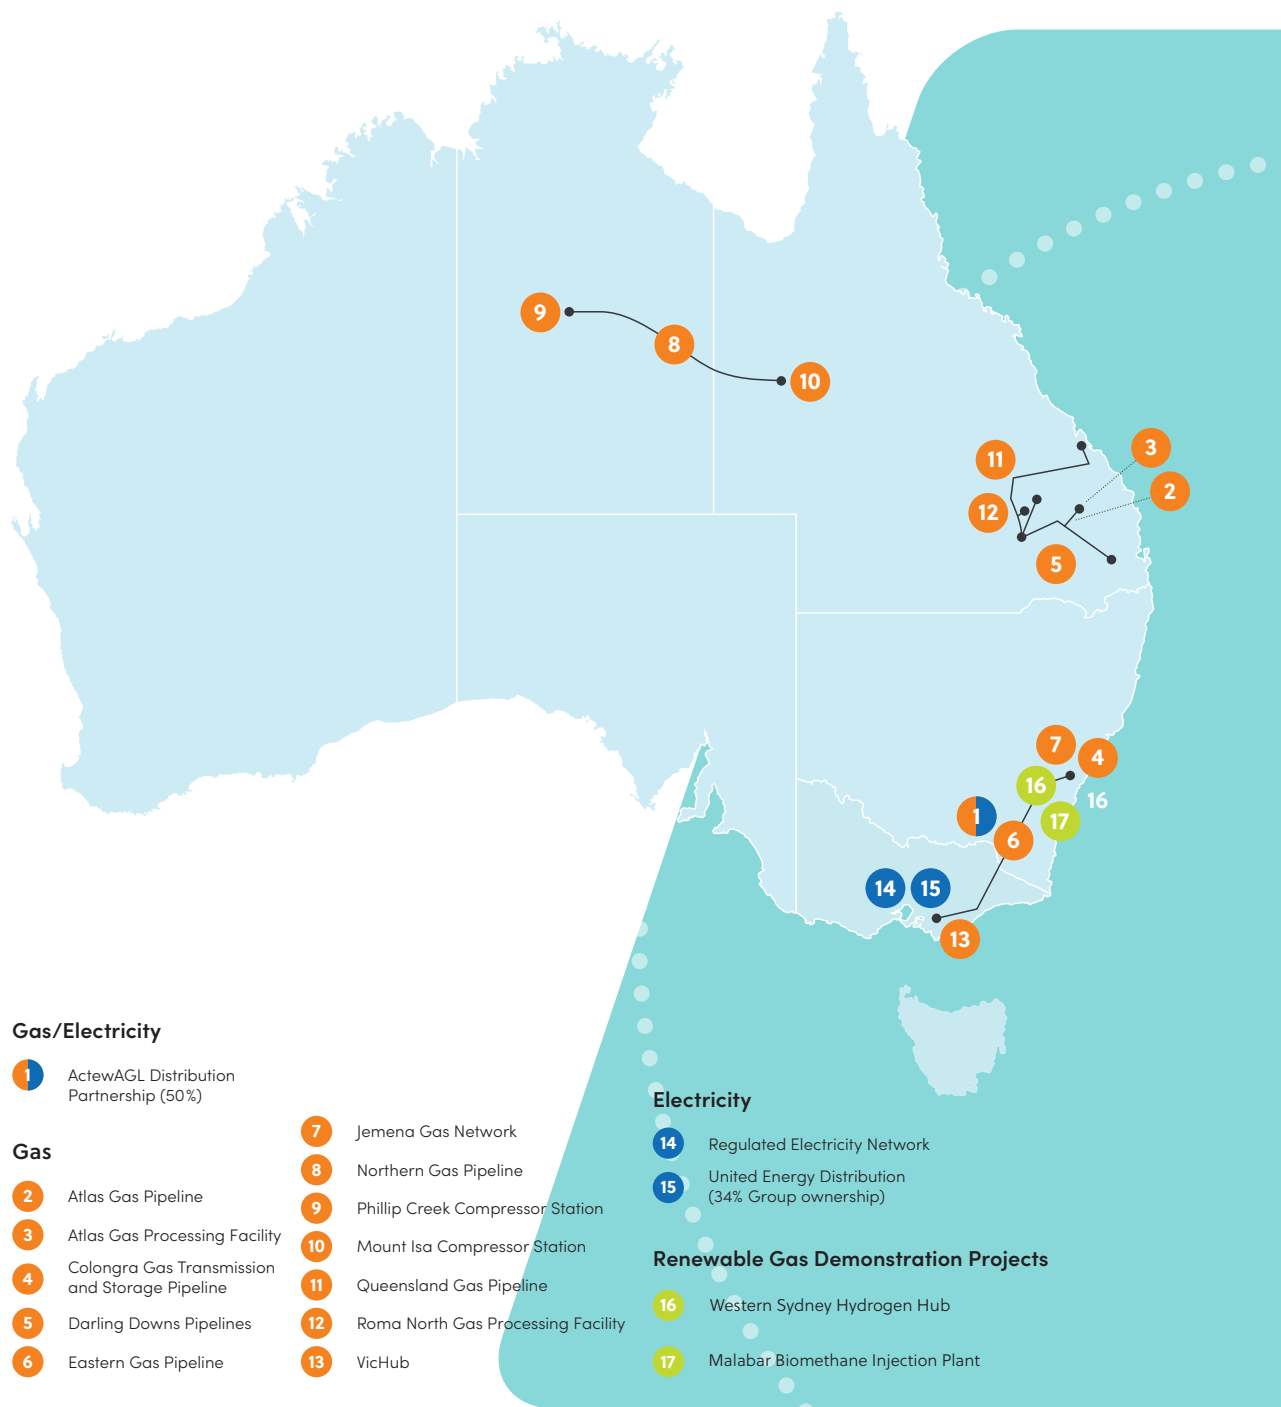 9
8
10
11
3
2
12
5
7
4
16
16
1
17
6
14
15
13
Gas/Electricity
1 ActewAGL Distribution
Partnership (50%)
Gas
2 Atlas Gas Pipeline
3 Atlas Gas Processing Facility
4 Colongra Gas Transmission
and Storage Pipeline
5 Darling Downs Pipelines
6 Eastern Gas Pipeline
7 Jemena Gas Network
8 Northern Gas Pipeline
9 Phillip Creek Compressor Station
10 Mount Isa Compressor Station
11 Queensland Gas Pipeline
12 Roma North Gas Processing Facility
13 VicHub
Electricity
14 Regulated Electricity Network
15 United Energy Distribution
(34% Group ownership)
Renewable Gas Demonstration Projects
16 Western Sydney Hydrogen Hub
17 Malabar Biomethane Injection Plant